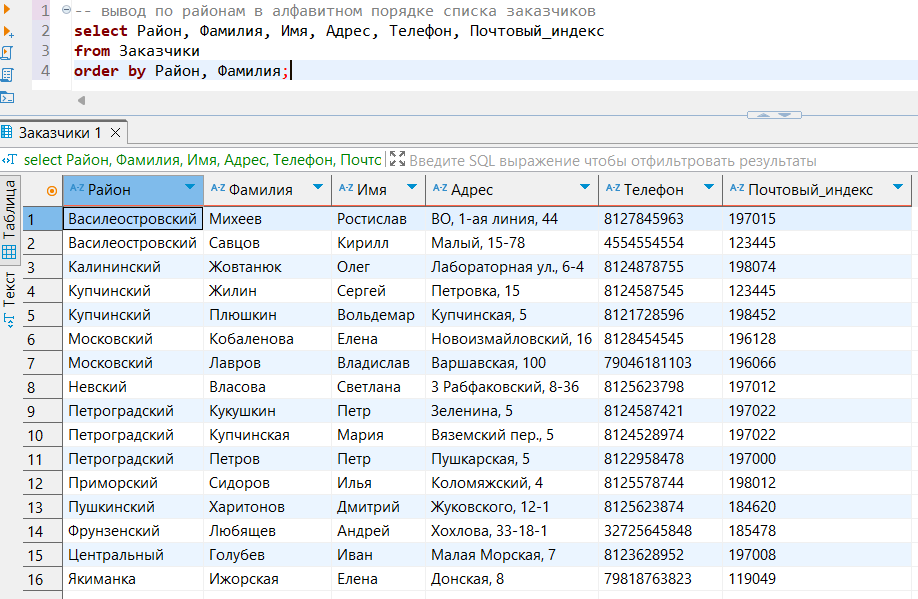 1 -- вывод по районам в алфавитном порядке списка заказчиков
2 select Район, Фамилия, Имя, Адрес, Телефон, Почтовый_индекс
3 from Заказчики
4 order by Район, Фамилия;
Заказчики 1
select Район, Фамилия, Имя, Адрес, Телефон, Почто Введите SQL выражение чтобы отфильтровать результаты
Таблица
Текст
A-Z Район A-Z Фамилия A-Z Имя A-Z Адрес A-Z Телефон A-Z Почтовый_индекс
1 Василеостровский Михеев Ростислав ВО, 1-ая линия, 44 8127845963 197015
2 Василеостровский Савцов Кирилл Малый, 15-78 4554554554 123445
3 Калининский Жовтанюк Олег Лабораторная ул., 6-4 8124878755 198074
4 Купчинский Жилин Сергей Петровка, 15 8124587545 123445
5 Купчинский Плюшкин Вольдемар Купчинская, 5 8121728596 198452
6 Московский Кобаленова Елена Новоизмайловский, 16 8128454545 196128
7 Московский Лавров Владислав Варшавская, 100 79046181103 196066
8 Невский Власова Светлана 3 Рабфаковский, 8-36 8125623798 197012
9 Петроградский Кукушкин Петр Зеленина, 5 8124587421 197022
10 Петроградский Купчинская Мария Вяземский пер., 5 8124528974 197022
11 Петроградский Петров Петр Пушкарская, 5 8122958478 197000
12 Приморский Сидоров Илья Коломяжский, 4 8125578744 198012
13 Пушкинский Харитонов Дмитрий Жуковского, 12-1 8125623874 184620
14 Фрунзенский Любящев Андрей Хохлова, 33-18-1 32725645848 185478
15 Центральный Голубев Иван Малая Морская, 7 8123628952 197008
16 Якиманка Ижорская Елена Донская, 8 79818763823 119049